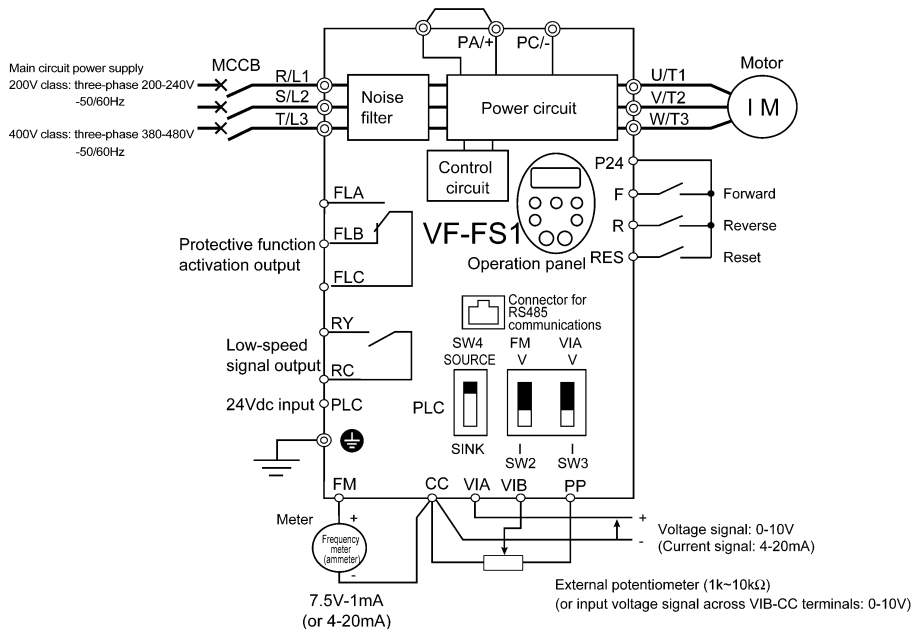 PA/+
PC/-
Main circuit power supply
200V class: three-phase 200-240V
-50/60Hz
400V class: three-phase 380-480V
-50/60Hz
MCCB
R/L1
S/L2
T/L3
Noise
filter
Power circuit
Control
circuit
U/T1
V/T2
W/T3
Motor
I M
P24
F
Forward
R
Reverse
RES
Reset
FLA
FLB
FLC
Protective function
activation output
VF-FS1
Operation panel
Connector for
RS485
communications
RY
RC
Low-speed
signal output
24Vdc input
PLC
SW4
SOURCE
PLC
SINK
FM
V
I
SW2
VIA
V
I
SW3
FM
CC
VIA
VIB
PP
Meter
+
Frequency
meter
(ammeter)
-
7.5V-1mA
(or 4-20mA)
+
-
Voltage signal: 0-10V
(Current signal: 4-20mA)
External potentiometer (1k~10kΩ)
(or input voltage signal across VIB-CC terminals: 0-10V)